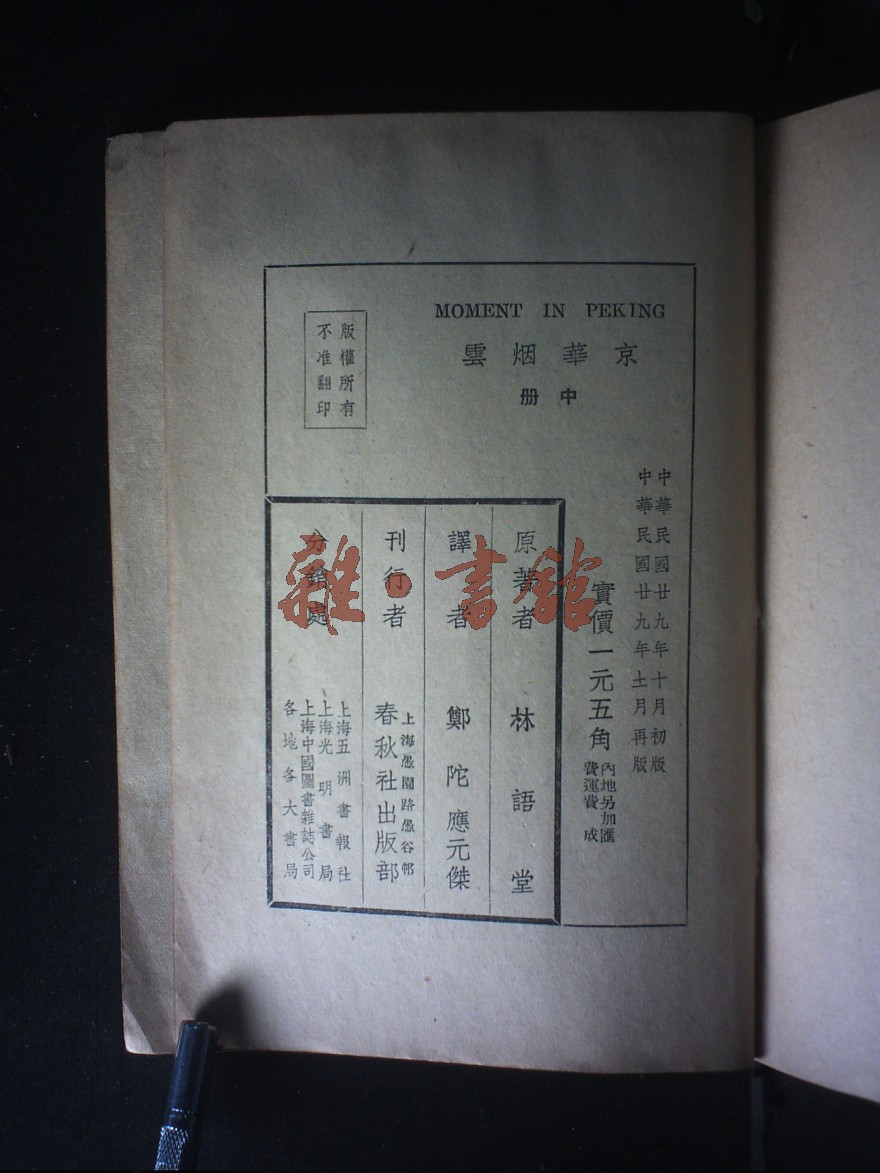 MOMENT IN PEKING
京華烟雲
中册
版權所有
不准翻印
中華民國廿九年十月初版
中華民國廿九年十一月再版
實價一元五角
內地另加匯
費運費 成
原著者 林語堂
譯者 鄭陀 應元傑
刊行者
上海愚園路愚谷邨
春秋社出版部
分銷處
上海五洲書報社
上海光明書局
上海中國圖書雜誌公司
各地各大書局
雜·書館